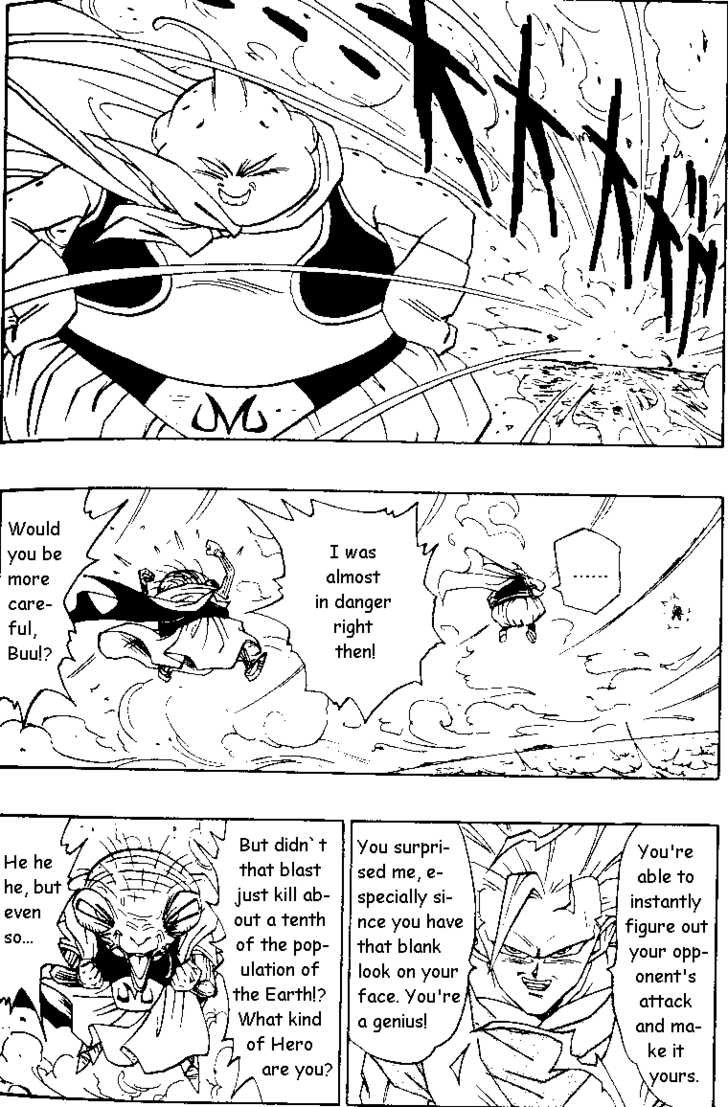 M
......
I was
almost
in danger
right
then!
Would
you be
more
care-
ful,
Buu!?
You're
able to
instantly
figure out
your opp-
onent's
attack
and ma-
ke it
yours.
You surpri-
sed me, e-
specially si-
nce you have
that blank
look on your
face. You're
a genius!
But didn`t
that blast
just kill ab-
out a tenth
of the pop-
ulation of
the Earth!?
What kind
of Hero
are you?
He he
he, but
even
so...